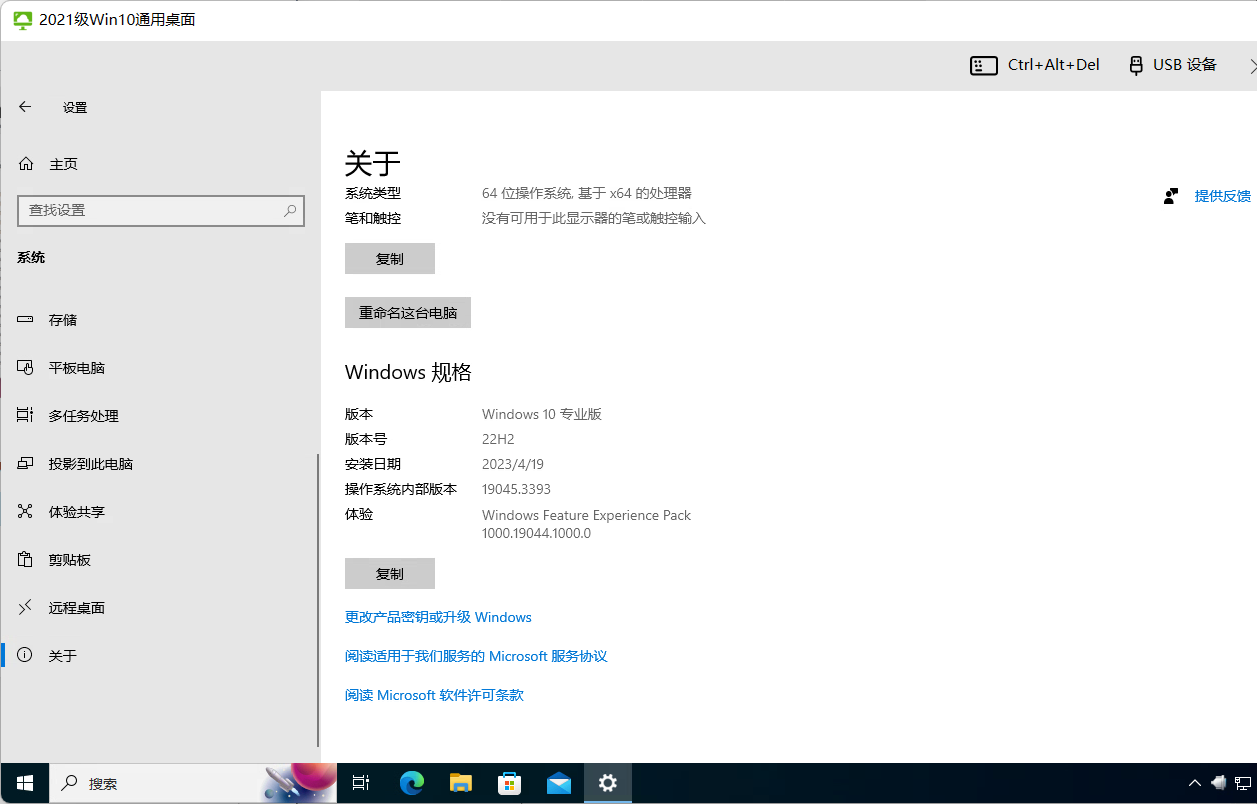 2021级Win10通用桌面
Ctrl+Alt+Del
USB 设备
设置
主页
查找设置
系统
存储
平板电脑
多任务处理
投影到此电脑
体验共享
剪贴板
远程桌面
关于
关于
系统类型 64 位操作系统, 基于 x64 的处理器
笔和触控 没有可用于此显示器的笔或触控输入
复制
重命名这台电脑
Windows 规格
版本 Windows 10 专业版
版本号 22H2
安装日期 2023/4/19
操作系统内部版本 19045.3393
体验 Windows Feature Experience Pack
1000.19044.1000.0
复制
更改产品密钥或升级 Windows
阅读适用于我们服务的 Microsoft 服务协议
阅读 Microsoft 软件许可条款
提供反馈
搜索